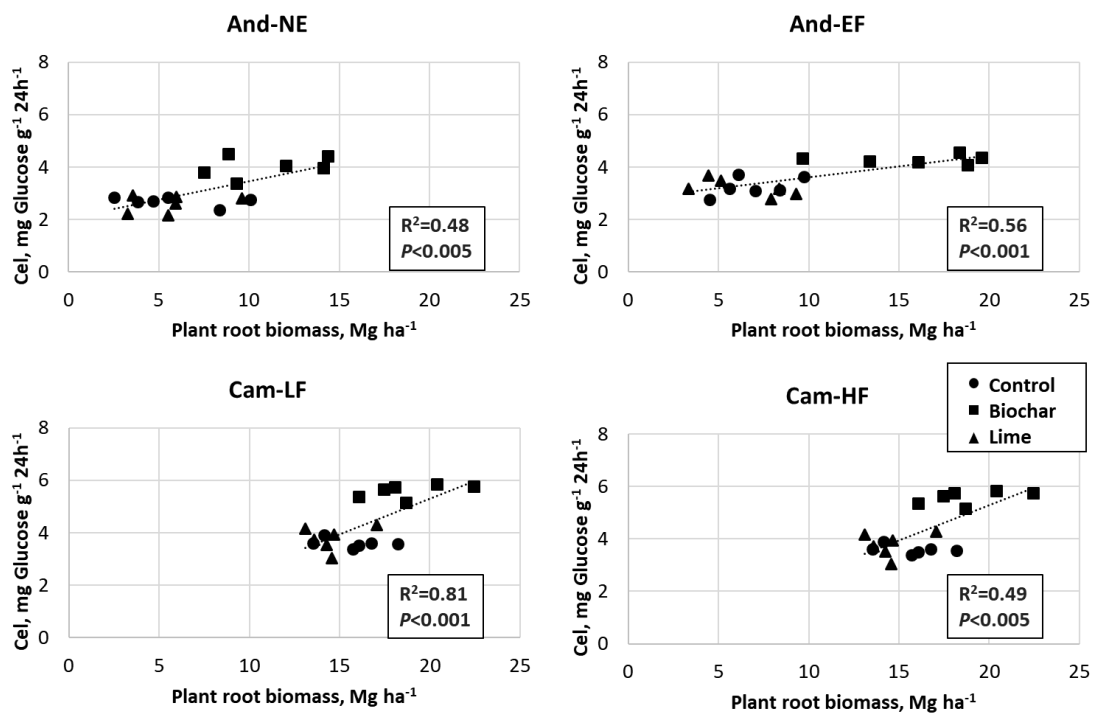 And-NE
Cel, mg Glucose g⁻¹ 24h⁻¹
8
6
4
2
0
R²=0.48
P<0.005
0 5 10 15 20 25
Plant root biomass, Mg ha⁻¹
And-EF
Cel, mg Glucose g⁻¹ 24h⁻¹
8
6
4
2
0
R²=0.56
P<0.001
0 5 10 15 20 25
Plant root biomass, Mg ha⁻¹
Cam-LF
Cel, mg Glucose g⁻¹ 24h⁻¹
8
6
4
2
0
R²=0.81
P<0.001
0 5 10 15 20 25
Plant root biomass, Mg ha⁻¹
Cam-HF
Control
Biochar
Lime
Cel, mg Glucose g⁻¹ 24h⁻¹
8
6
4
2
0
R²=0.49
P<0.005
0 5 10 15 20 25
Plant root biomass, Mg ha⁻¹